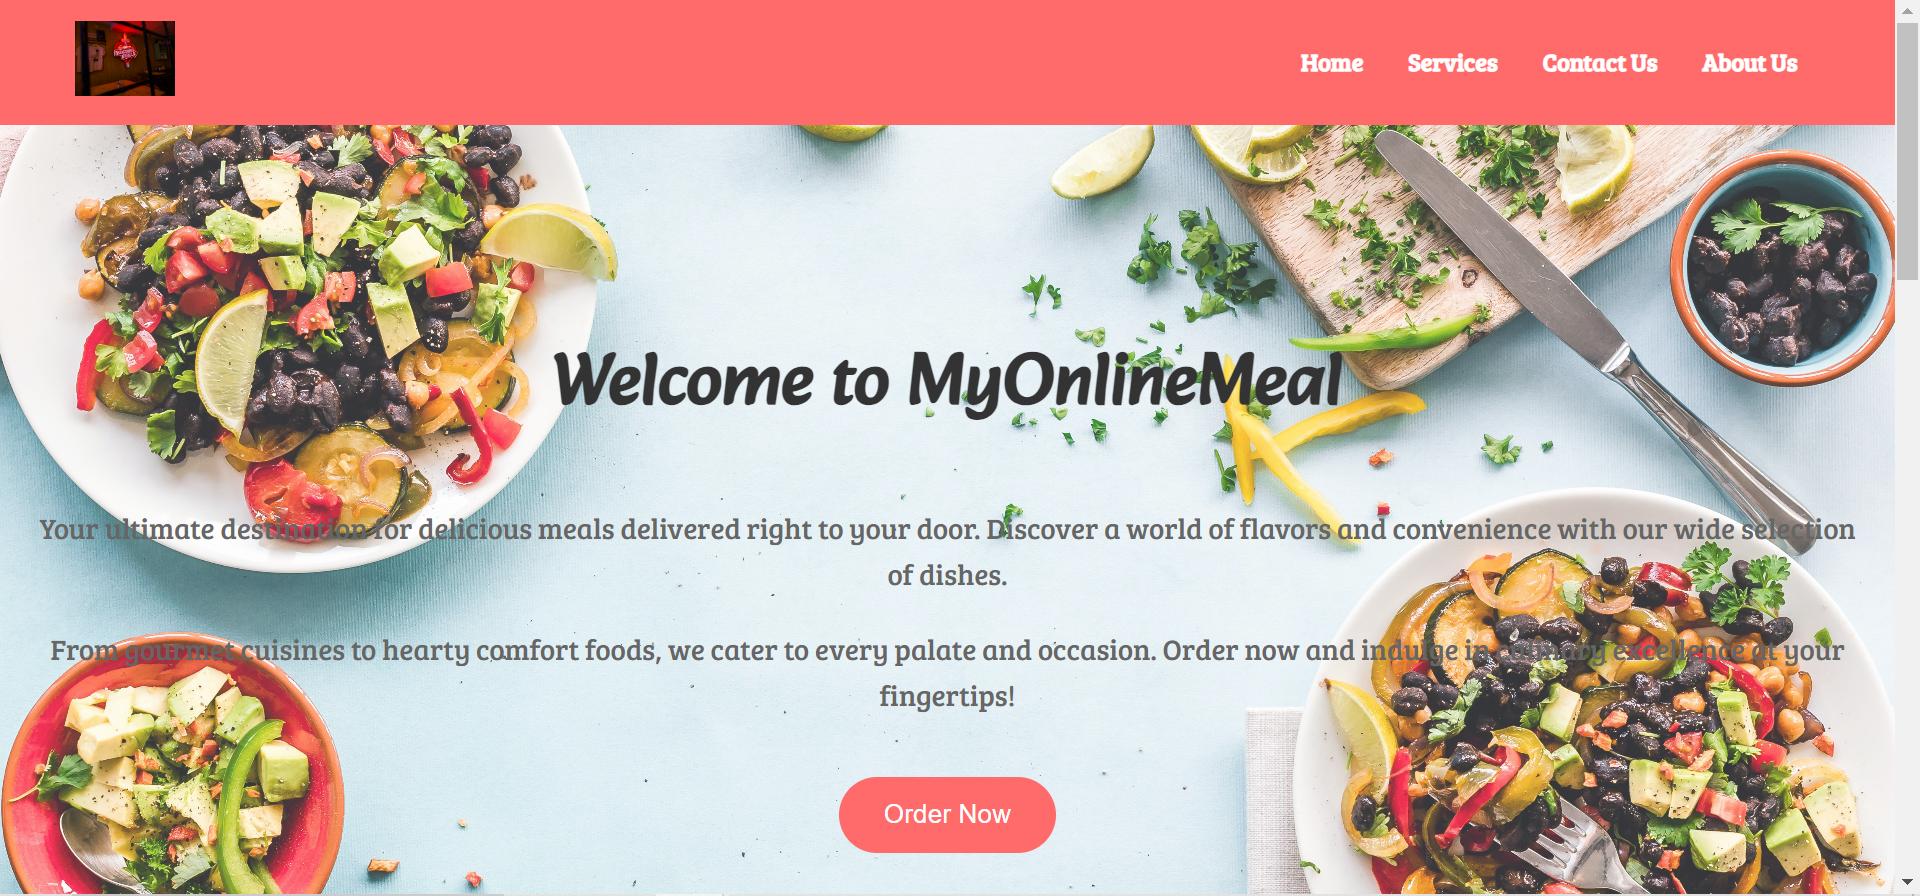 Home Services Contact Us About Us
Welcome to MyOnlineMeal
Your ultimate destination for delicious meals delivered right to your door. Discover a world of flavors and convenience with our wide selection
of dishes.
From gourmet cuisines to hearty comfort foods, we cater to every palate and occasion. Order now and indulge in culinary excellence at your
fingertips!
Order Now